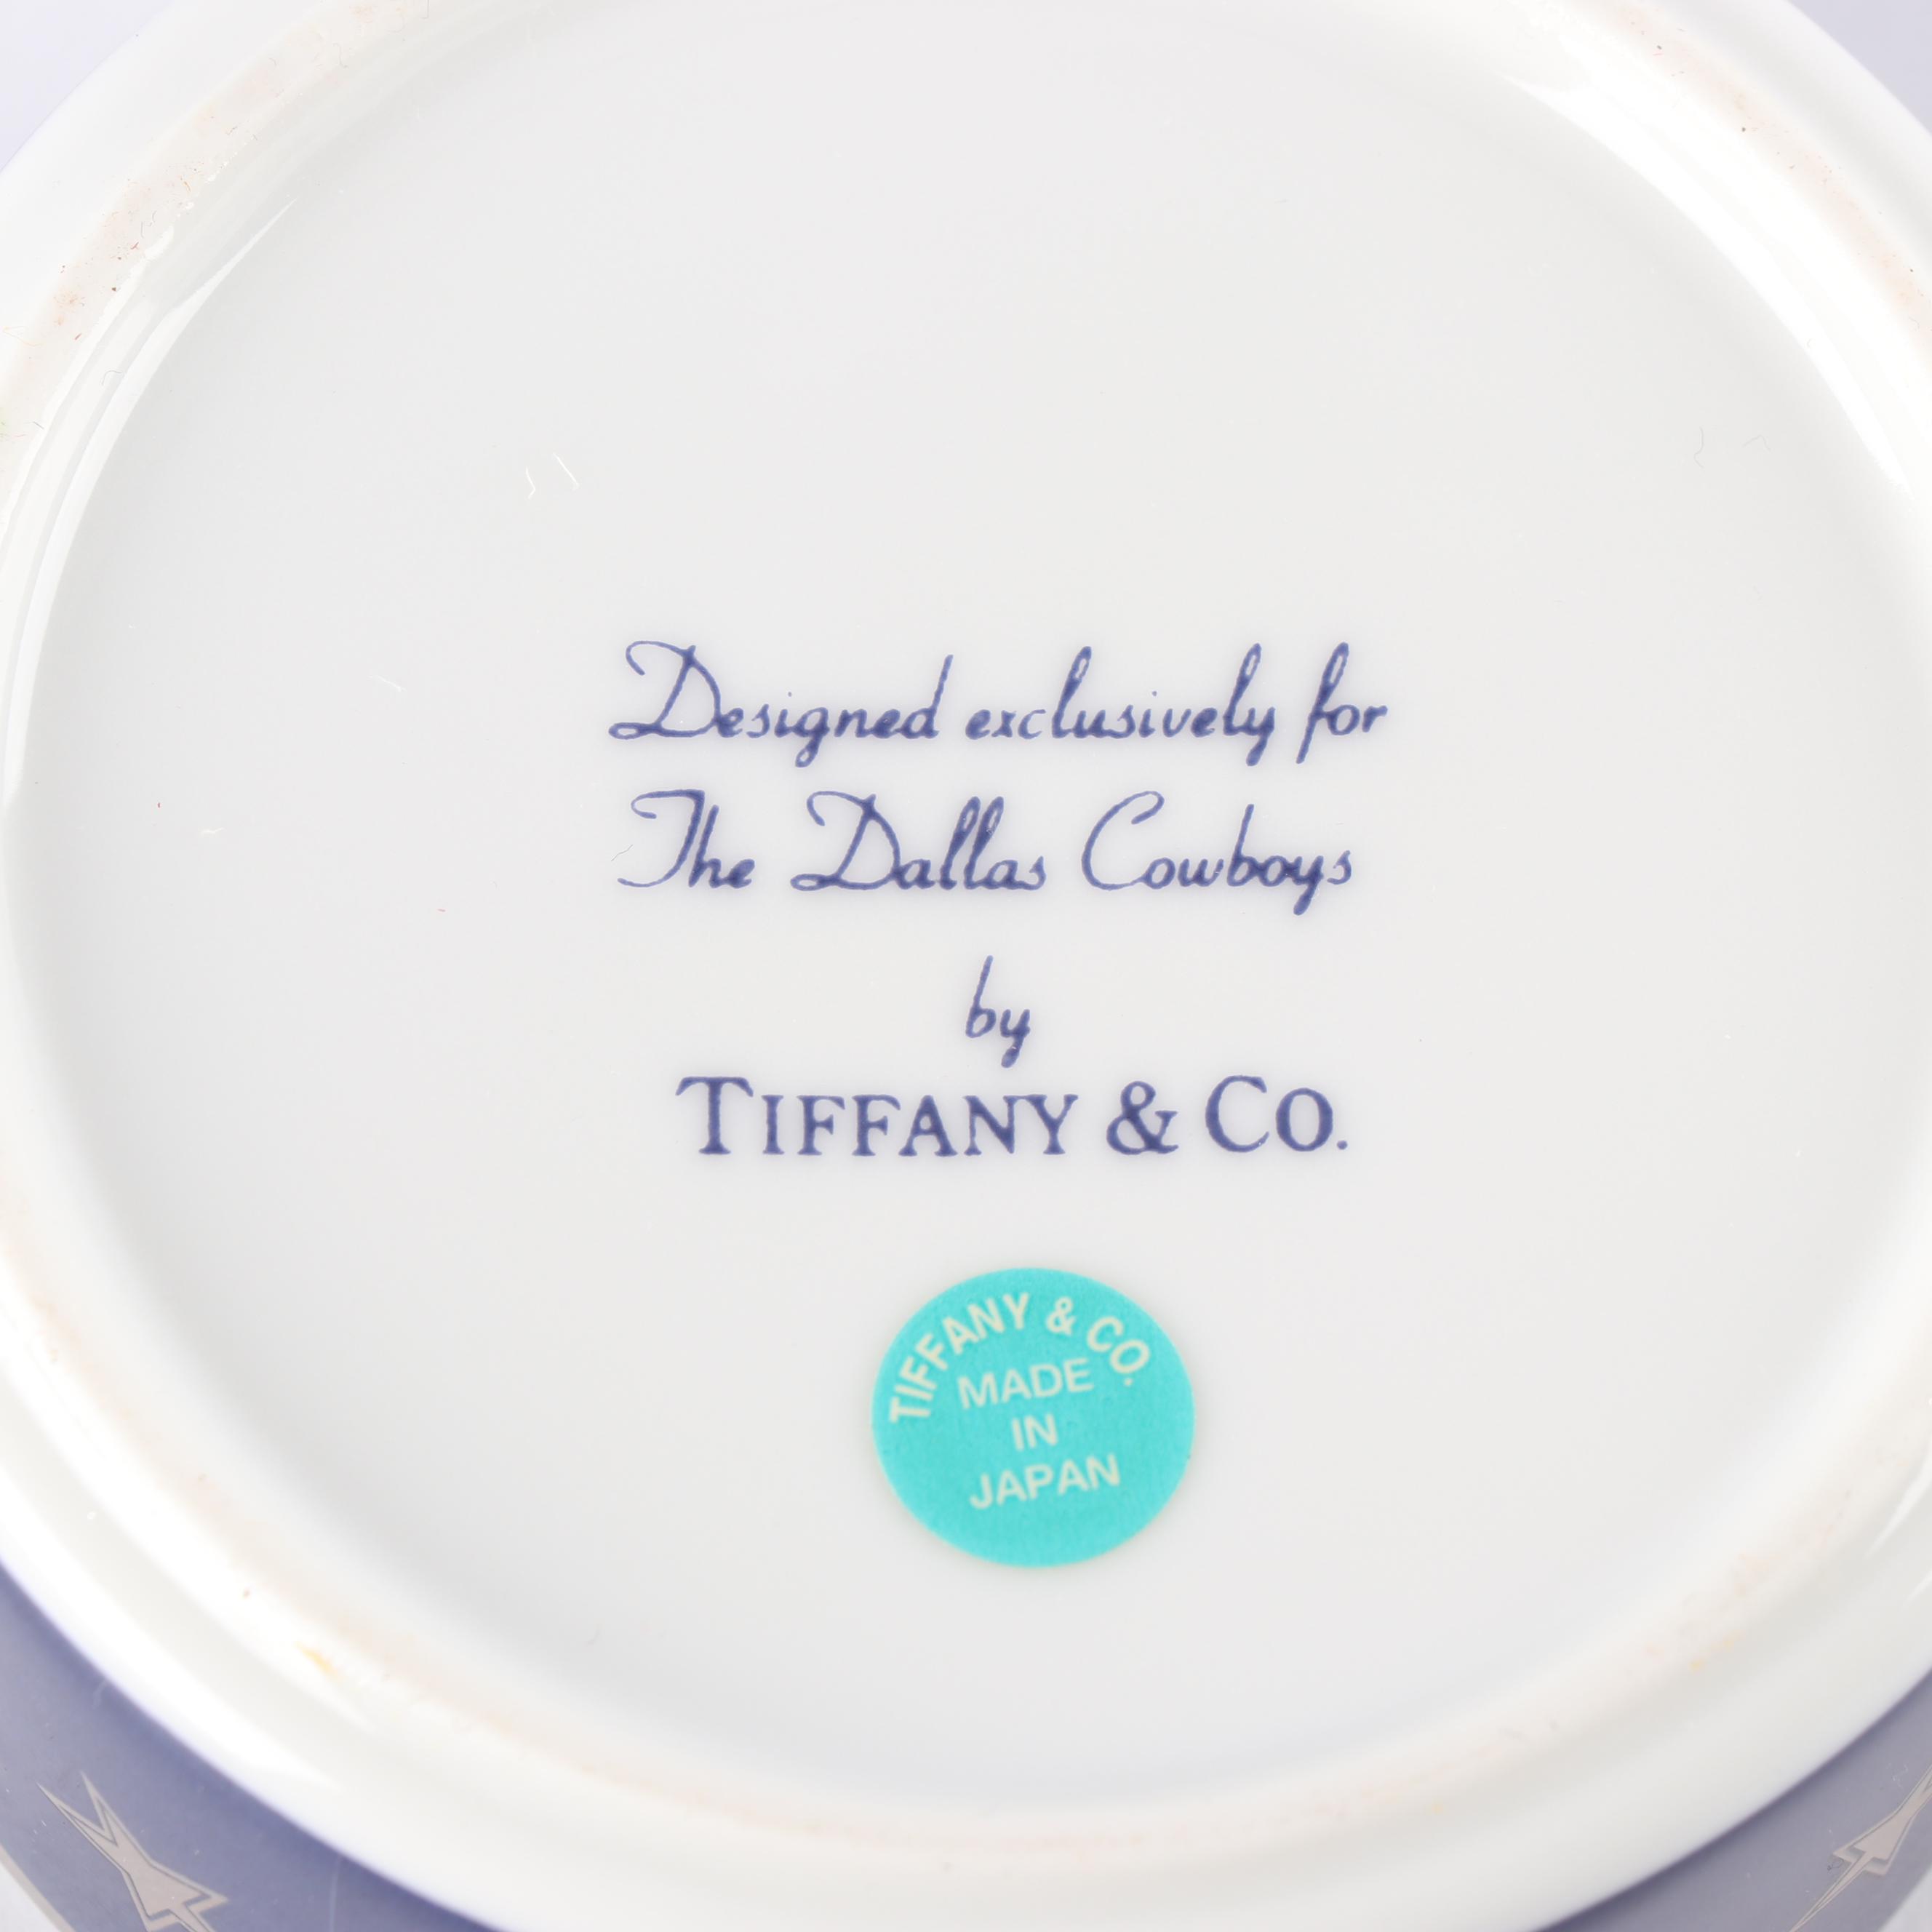 Designed exclusively for
The Dallas Cowboys
by
TIFFANY & CO.
TIFFANY & CO.
MADE
IN
JAPAN